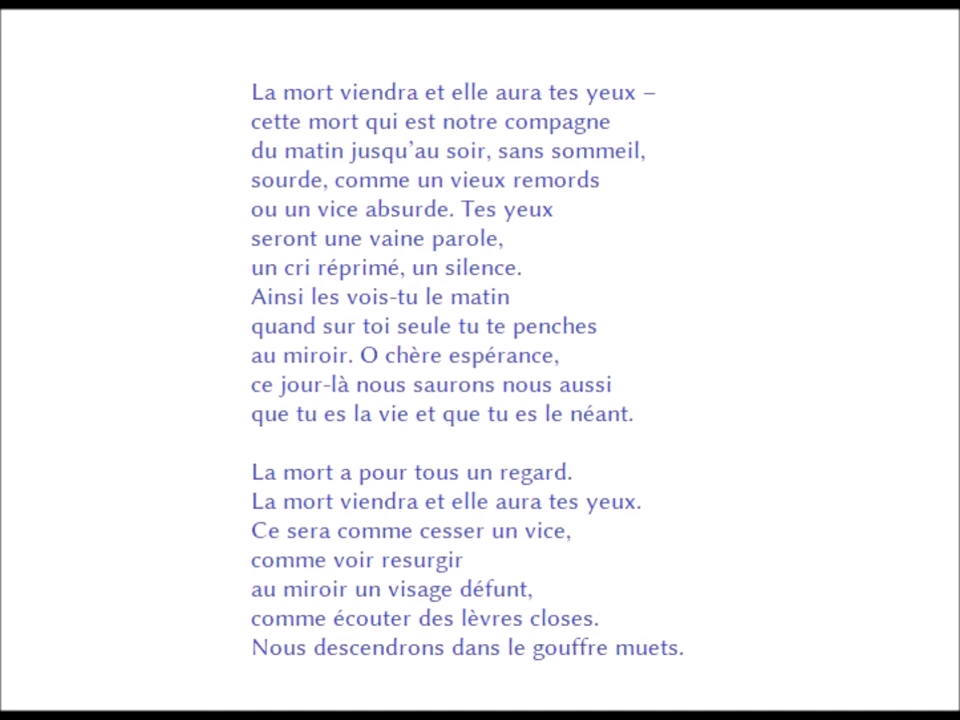 La mort viendra et elle aura tes yeux –
cette mort qui est notre compagne
du matin jusqu’au soir, sans sommeil,
sourde, comme un vieux remords
ou un vice absurde. Tes yeux
seront une vaine parole,
un cri réprimé, un silence.
Ainsi les vois-tu le matin
quand sur toi seule tu te penches
au miroir. O chère espérance,
ce jour-là nous saurons nous aussi
que tu es la vie et que tu es le néant.

La mort a pour tous un regard.
La mort viendra et elle aura tes yeux.
Ce sera comme cesser un vice,
comme voir resurgir
au miroir un visage défunt,
comme écouter des lèvres closes.
Nous descendrons dans le gouffre muets.